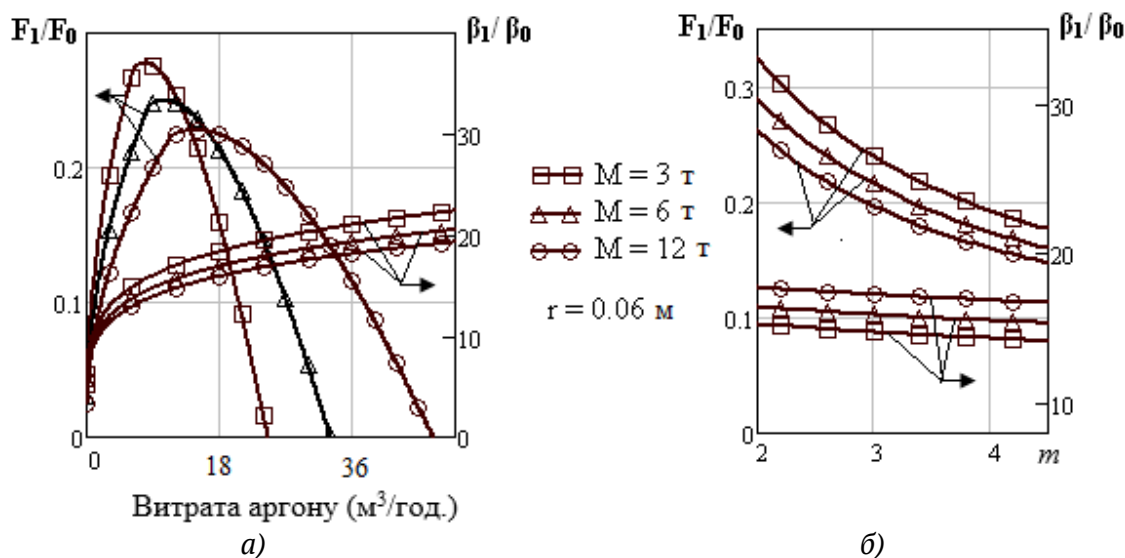 F₁/F₀
β₁/ β₀
0.2
0.1
0
30
20
10
0
0
18
36
Витрата аргону (м³/год.)
а)
M = 3 т
M = 6 т
M = 12 т
r = 0.06 м
F₁/F₀
β₁/ β₀
0.3
0.2
0.1
0
30
20
10
2
3
4
m
б)